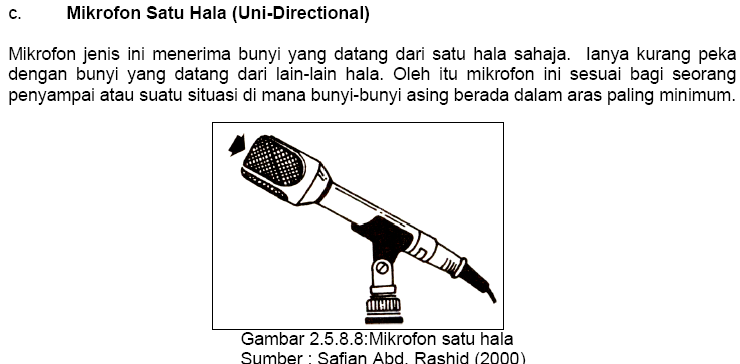 c. Mikrofon Satu Hala (Uni-Directional)
Mikrofon jenis ini menerima bunyi yang datang dari satu hala sahaja. Ianya kurang peka
dengan bunyi yang datang dari lain-lain hala. Oleh itu mikrofon ini sesuai bagi seorang
penyampai atau suatu situasi di mana bunyi-bunyi asing berada dalam aras paling minimum.
Gambar 2.5.8.8:Mikrofon satu hala
Sumber : Safian Abd. Rashid (2000)